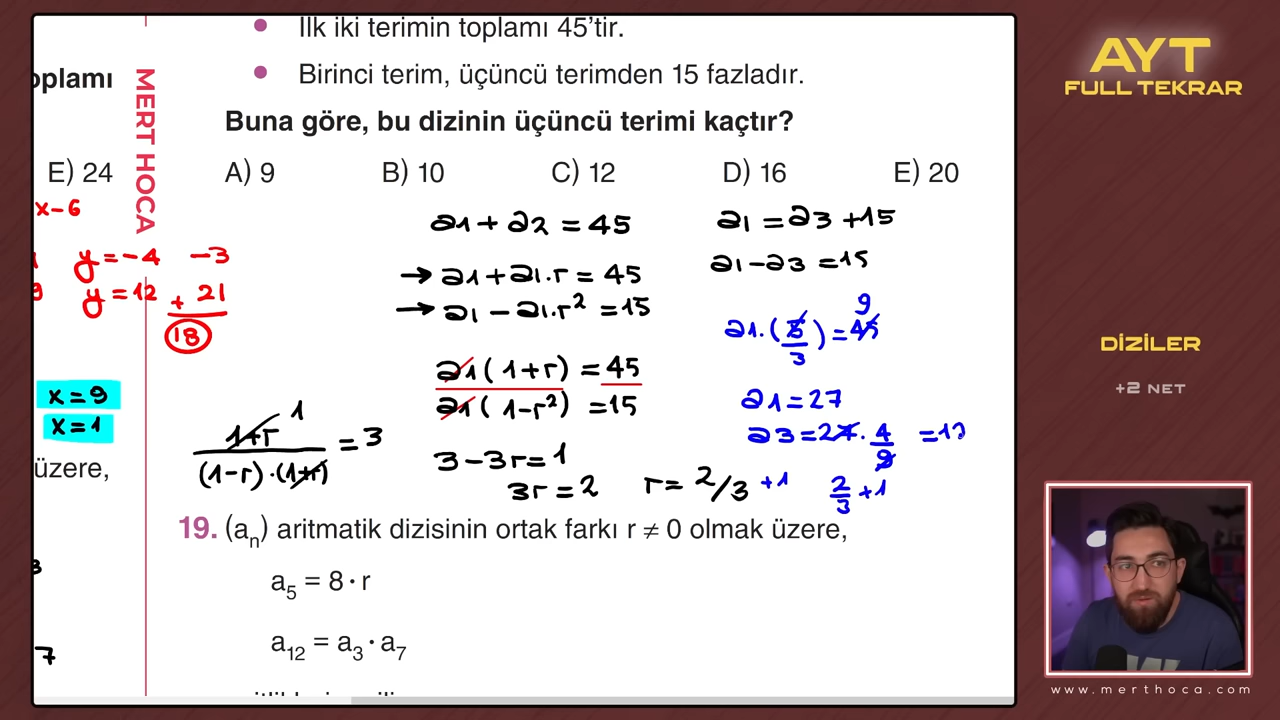 AYT
FULL TEKRAR
DİZİLER
+2 NET
www.merthoca.com
MERT HOCA
oplamı
E) 24
x-6
y=-4 -3
9 y=12 + 21
18
x=9
x=1
üzere,
3
7
● İlk iki terimin toplamı 45’tir.
● Birinci terim, üçüncü terimden 15 fazladır.
Buna göre, bu dizinin üçüncü terimi kaçtır?
A) 9 B) 10 C) 12 D) 16 E) 20
a1 + a2 = 45
→ a1 + a1.r = 45
→ a1 - a1.r² = 15
a1 ( 1+r) = 45
a1 ( 1-r²) = 15
1+r 1
(1-r).(1+r) = 3
3-3r=1
3r=2
r= 2/3 +1
2/3 +1
a1 = a3 +15
a1 - a3 = 15
a1.(5/3) = 45 9
a1 = 27
a3 = 27.4/9 = 12
19. (aₙ) aritmatik dizisinin ortak farkı r ≠ 0 olmak üzere,
a₅ = 8 · r
a₁₂ = a₃ · a₇